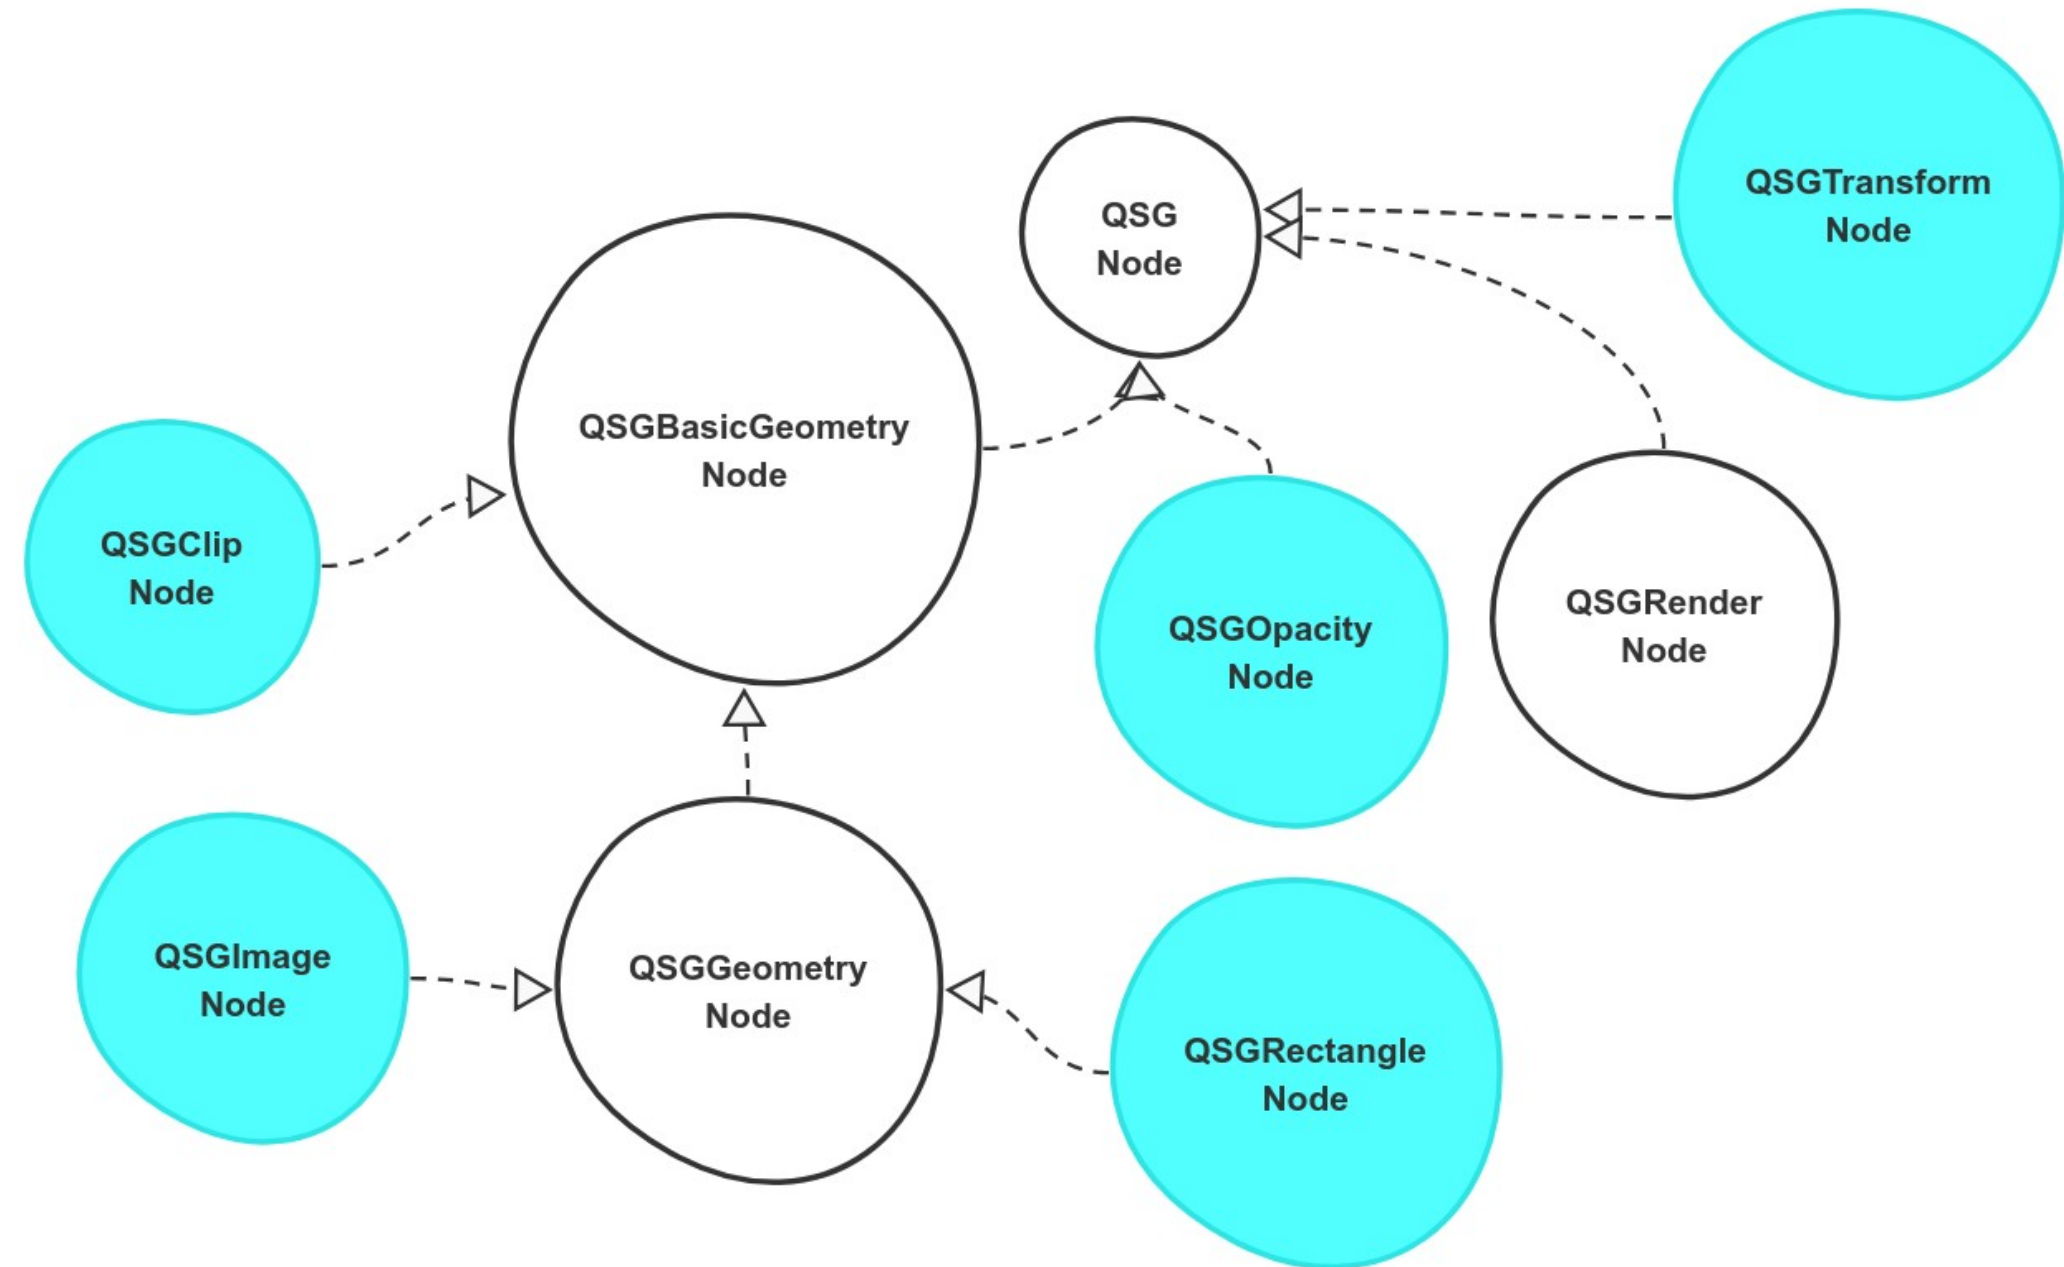 QSGTransform
Node
QSG
Node
QSGBasicGeometry
Node
QSGClip
Node
QSGOpacity
Node
QSGRender
Node
QSGImage
Node
QSGGeometry
Node
QSGRectangle
Node